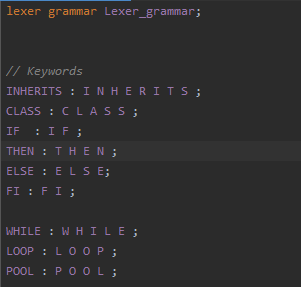 lexer grammar Lexer_grammar;
// Keywords
INHERITS : I N H E R I T S ;
CLASS : C L A S S ;
IF  : I F ;
THEN : T H E N ;
ELSE : E L S E;
FI : F I ;
WHILE : W H I L E ;
LOOP : L O O P ;
POOL : P O O L ;